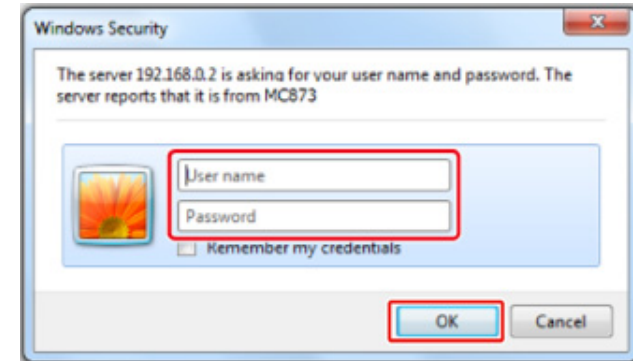 Windows Security
The server 192.168.0.2 is asking for your user name and password. The
server reports that it is from MC873
User name
Password
Remember my credentials
OK
Cancel